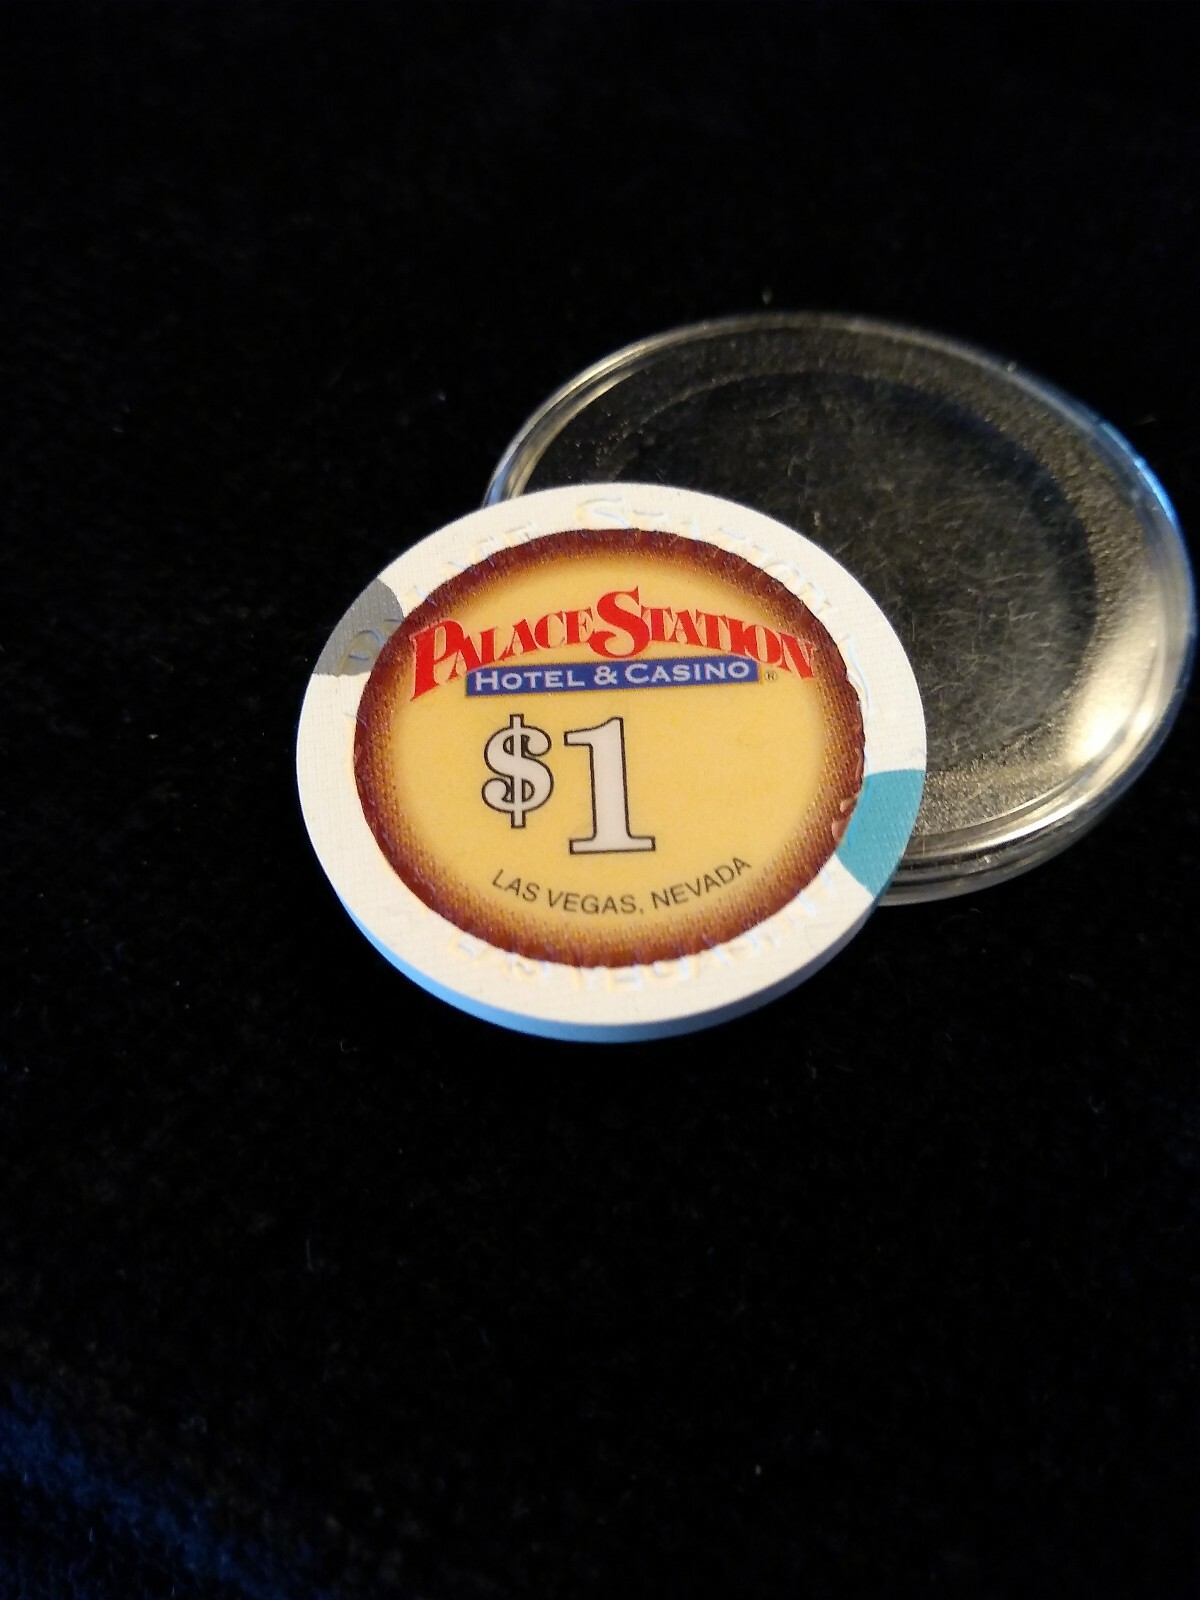 PALACE STATION
HOTEL & CASINO ®
$1
LAS VEGAS, NEVADA